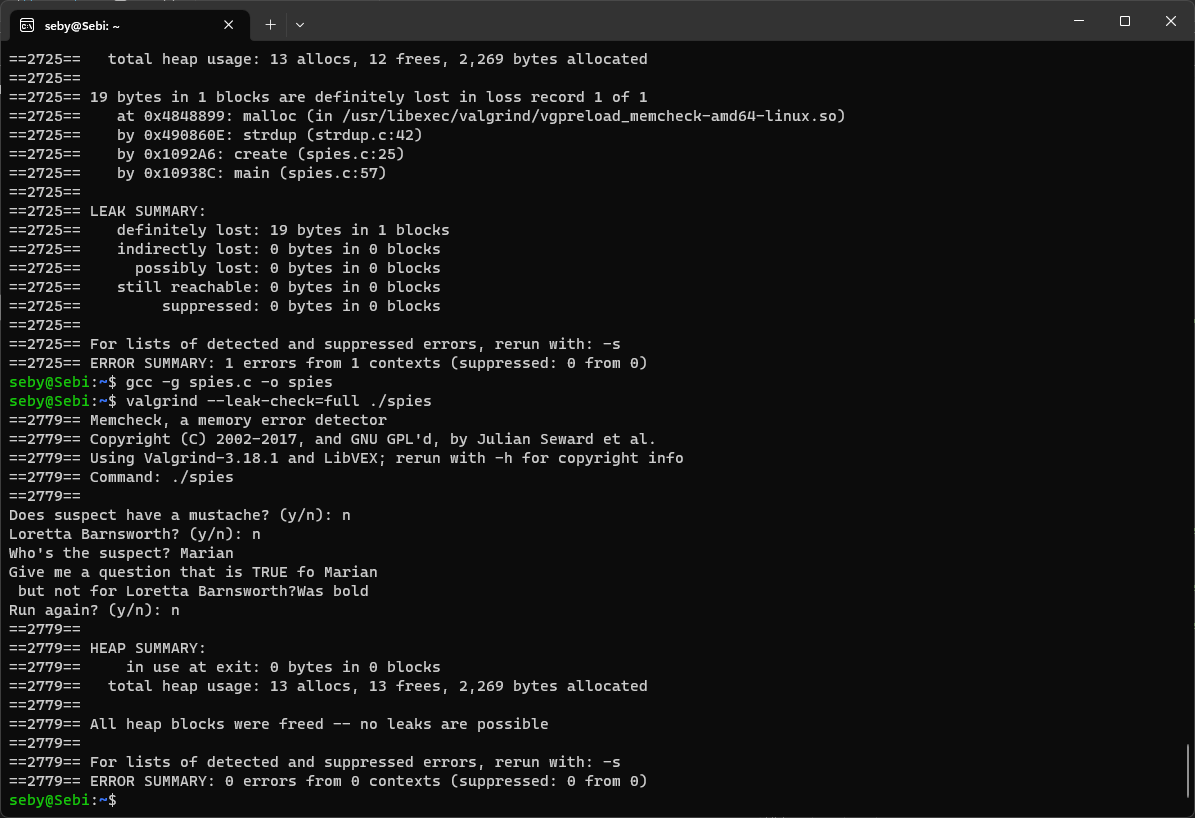 seby@Sebi: ~
==2725==   total heap usage: 13 allocs, 12 frees, 2,269 bytes allocated
==2725==
==2725== 19 bytes in 1 blocks are definitely lost in loss record 1 of 1
==2725==    at 0x4848899: malloc (in /usr/libexec/valgrind/vgpreload_memcheck-amd64-linux.so)
==2725==    by 0x490860E: strdup (strdup.c:42)
==2725==    by 0x1092A6: create (spies.c:25)
==2725==    by 0x10938C: main (spies.c:57)
==2725==
==2725== LEAK SUMMARY:
==2725==    definitely lost: 19 bytes in 1 blocks
==2725==    indirectly lost: 0 bytes in 0 blocks
==2725==      possibly lost: 0 bytes in 0 blocks
==2725==    still reachable: 0 bytes in 0 blocks
==2725==         suppressed: 0 bytes in 0 blocks
==2725==
==2725== For lists of detected and suppressed errors, rerun with: -s
==2725== ERROR SUMMARY: 1 errors from 1 contexts (suppressed: 0 from 0)
seby@Sebi:~$ gcc -g spies.c -o spies
seby@Sebi:~$ valgrind --leak-check=full ./spies
==2779== Memcheck, a memory error detector
==2779== Copyright (C) 2002-2017, and GNU GPL'd, by Julian Seward et al.
==2779== Using Valgrind-3.18.1 and LibVEX; rerun with -h for copyright info
==2779== Command: ./spies
==2779==
Does suspect have a mustache? (y/n): n
Loretta Barnsworth? (y/n): n
Who's the suspect? Marian
Give me a question that is TRUE fo Marian
 but not for Loretta Barnsworth?Was bold
Run again? (y/n): n
==2779==
==2779== HEAP SUMMARY:
==2779==     in use at exit: 0 bytes in 0 blocks
==2779==   total heap usage: 13 allocs, 13 frees, 2,269 bytes allocated
==2779==
==2779== All heap blocks were freed -- no leaks are possible
==2779==
==2779== For lists of detected and suppressed errors, rerun with: -s
==2779== ERROR SUMMARY: 0 errors from 0 contexts (suppressed: 0 from 0)
seby@Sebi:~$